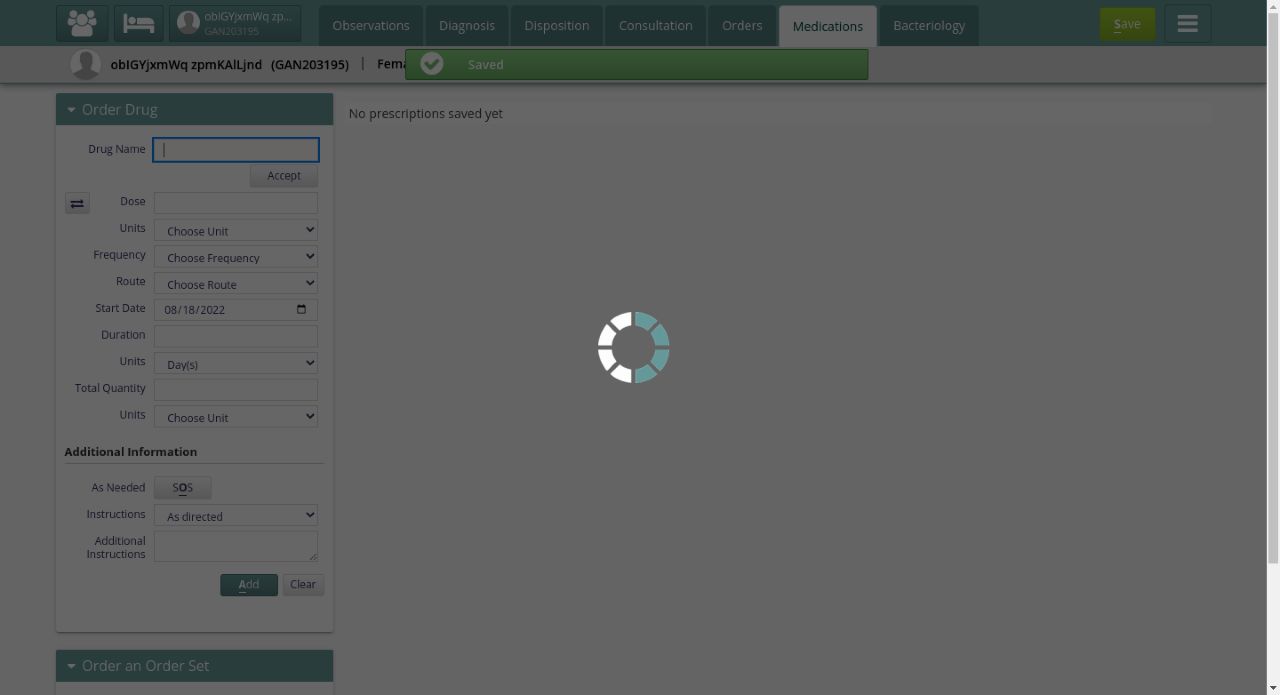 obIGYjxmWq zp...
GAN203195
Observations
Diagnosis
Disposition
Consultation
Orders
Medications
Bacteriology
Save
obIGYjxmWq zpmKAlLjnd (GAN203195) | Fema
Saved
Order Drug
No prescriptions saved yet
Drug Name
Accept
Dose
Units Choose Unit
Frequency Choose Frequency
Route Choose Route
Start Date 08/18/2022
Duration
Units Day(s)
Total Quantity
Units Choose Unit
Additional Information
As Needed SOS
Instructions As directed
Additional
Instructions
Add Clear
Order an Order Set